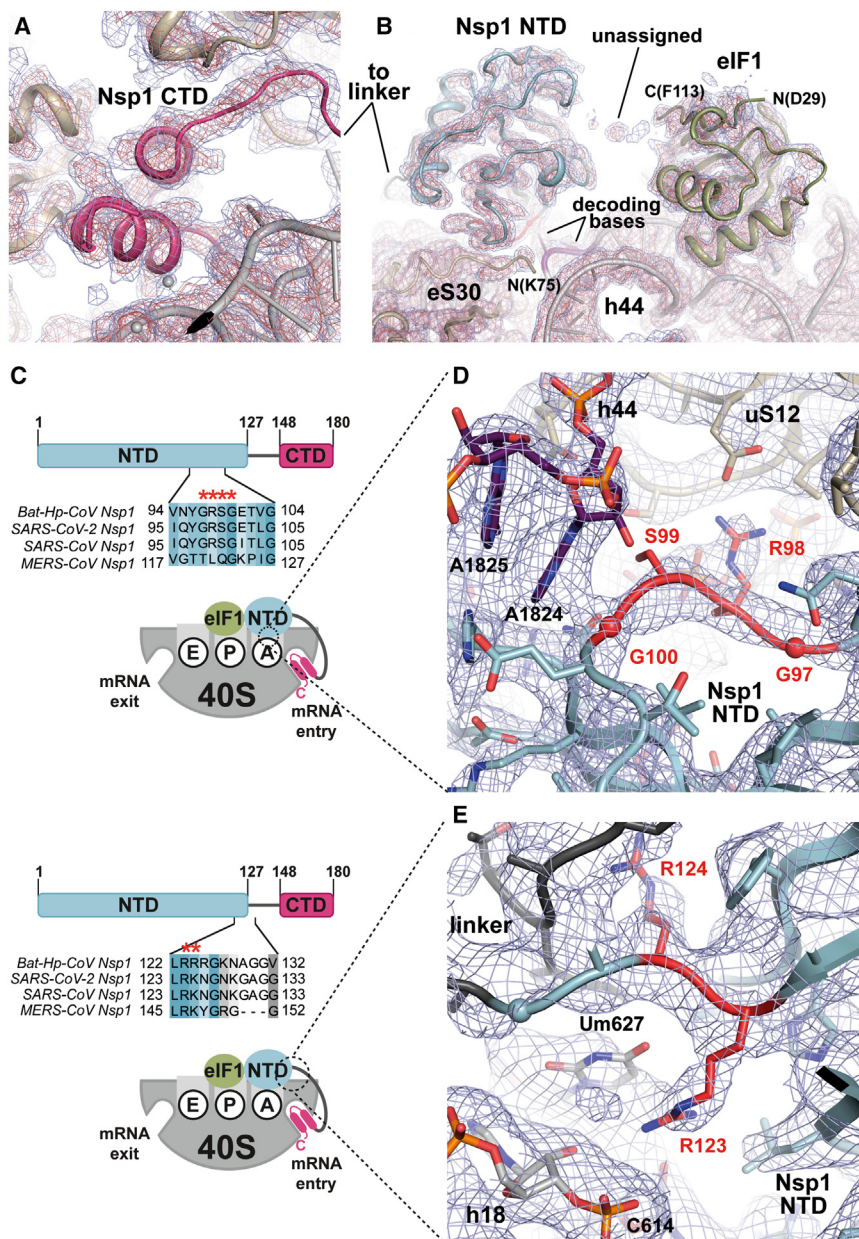 A
Nsp1 CTD
to
linker
B
Nsp1 NTD
unassigned
eIF1
C(F113)
N(D29)
decoding
bases
eS30
N(K75)
h44
C
1
127
148
180
NTD
CTD
****
Bat-Hp-CoV Nsp1 94 VNYGRSGETVG 104
SARS-CoV-2 Nsp1 95 IQYGRSGETLG 105
SARS-CoV Nsp1 95 IQYGRSGITLG 105
MERS-CoV Nsp1 117 VGTTLQGKPIG 127
eIF1
NTD
E
P
A
40S
C
mRNA
exit
mRNA
entry
D
h44
uS12
S99
R98
A1825
A1824
G100
G97
Nsp1
NTD
1
127
148
180
NTD
CTD
**
Bat-Hp-CoV Nsp1 122 LRRRGKNAGGV 132
SARS-CoV-2 Nsp1 123 LRKNGNKGAGG 133
SARS-CoV Nsp1 123 LRKNGNKGAGG 133
MERS-CoV Nsp1 145 LRKYGRG---G 152
eIF1
NTD
E
P
A
40S
C
mRNA
exit
mRNA
entry
E
R124
linker
Um627
R123
Nsp1
NTD
h18
C614